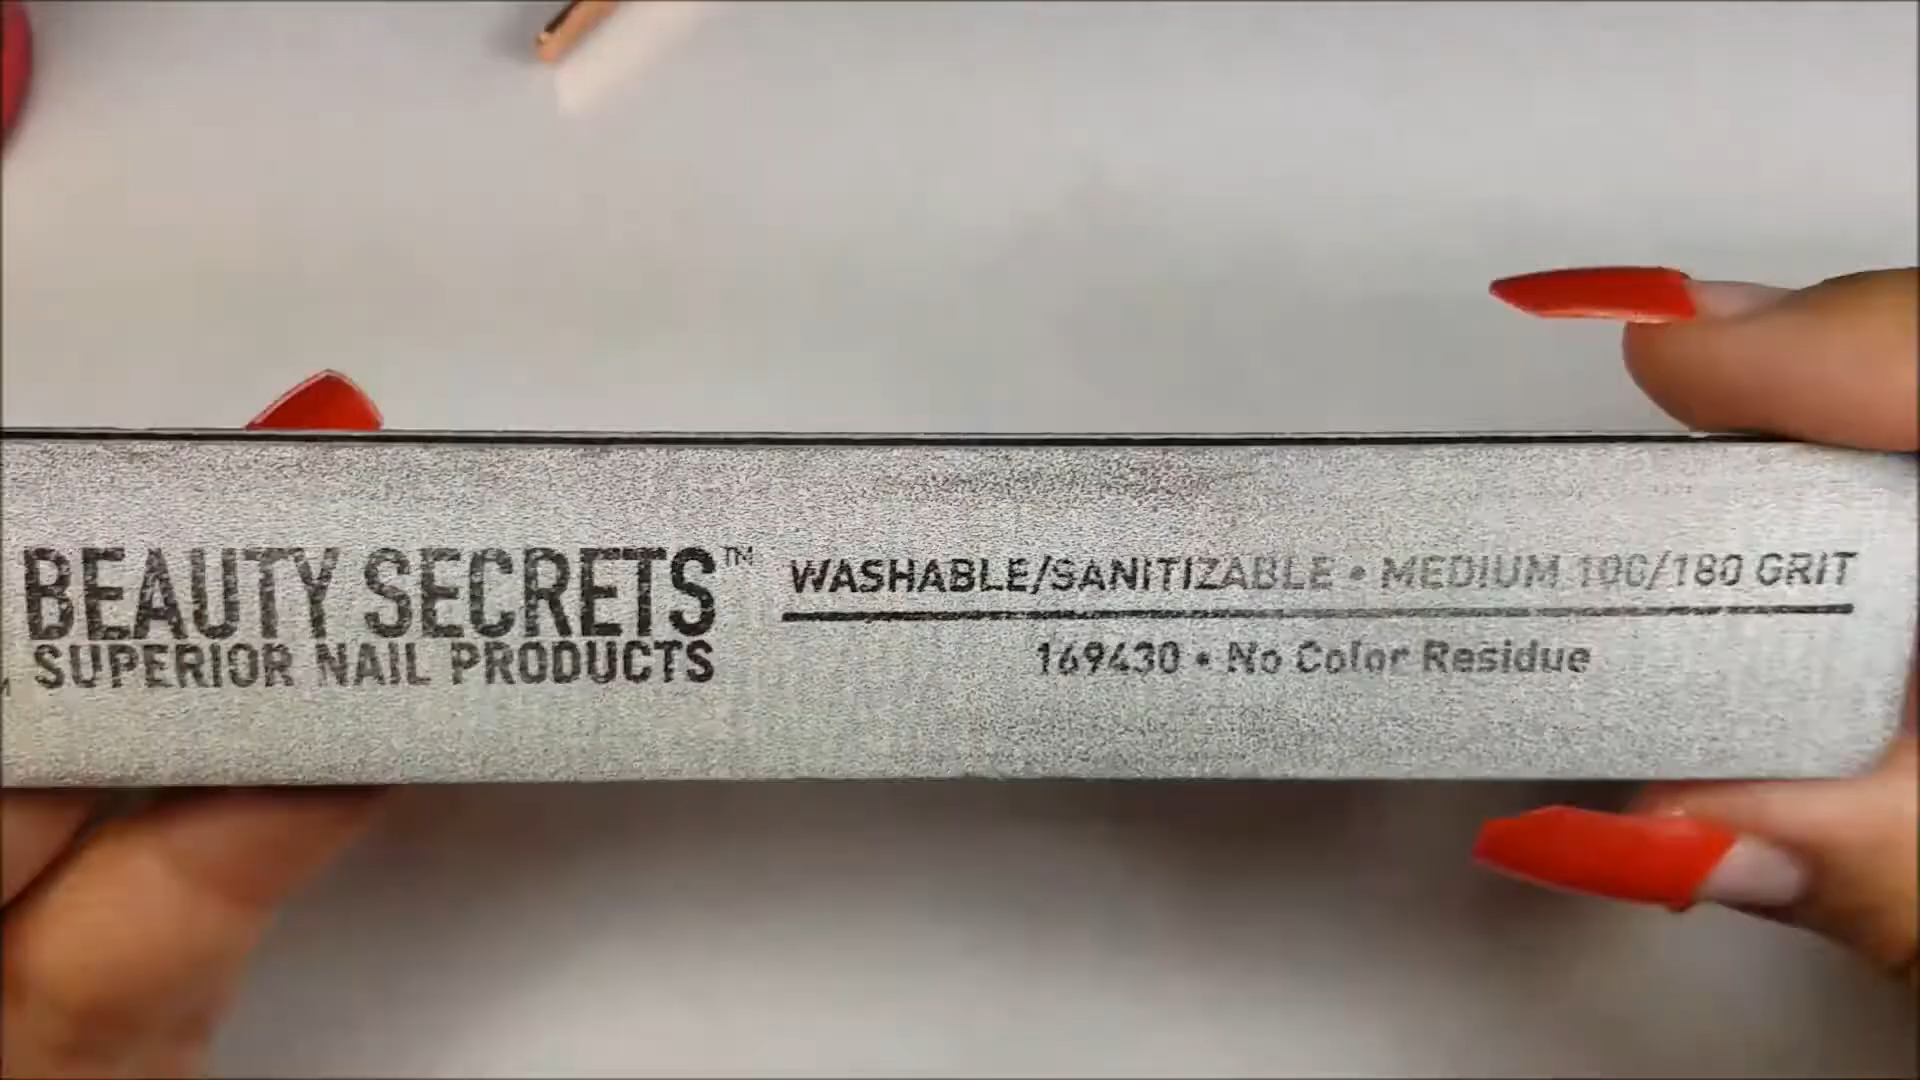 BEAUTY SECRETS™
SUPERIOR NAIL PRODUCTS
WASHABLE/SANITIZABLE • MEDIUM 100/180 GRIT
169430 • No Color Residue